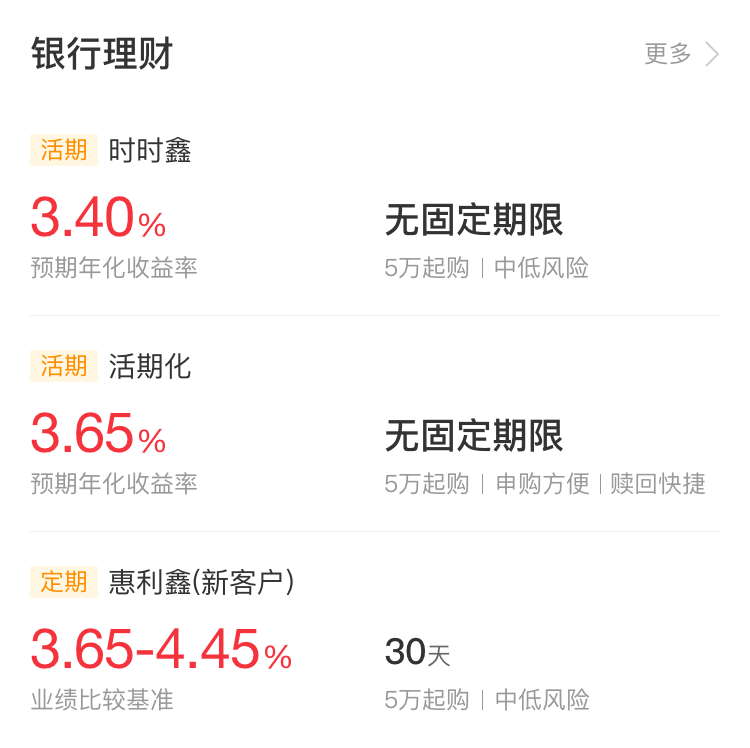 银行理财 更多
活期 时时鑫
3.40% 无固定期限
预期年化收益率 5万起购 | 中低风险
活期 活期化
3.65% 无固定期限
预期年化收益率 5万起购 | 申购方便 | 赎回快捷
定期 惠利鑫(新客户)
3.65-4.45% 30天
业绩比较基准 5万起购 | 中低风险